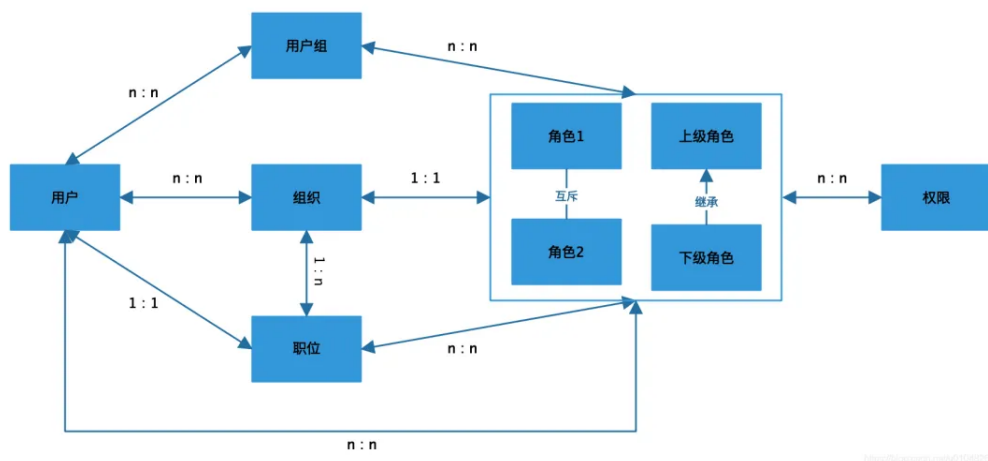 用户组
n : n
n : n
角色1
上级角色
用户
n : n
组织
1 : 1
互斥
继承
n : n
权限
角色2
下级角色
1 : n
1 : 1
职位
n : n
n : n